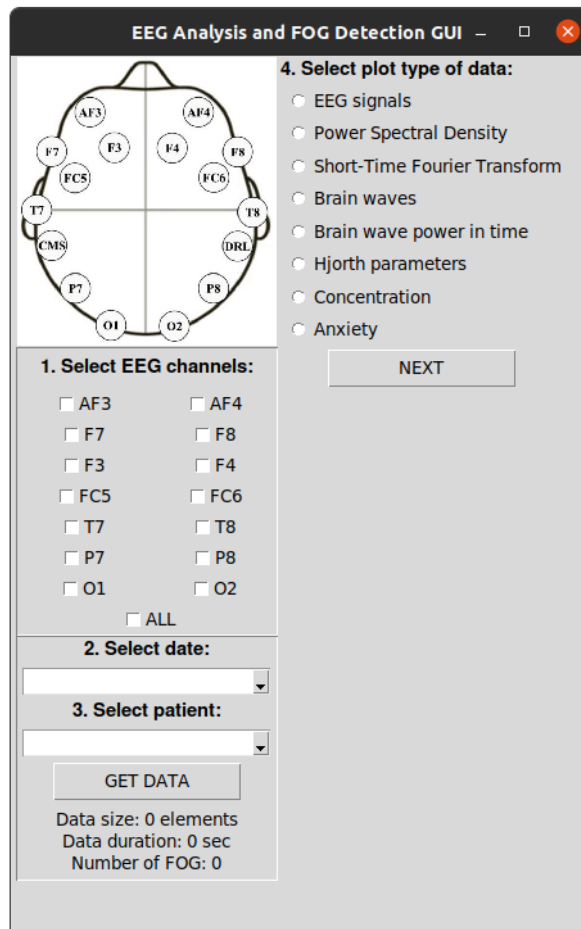 EEG Analysis and FOG Detection GUI
AF3 AF4
F7 F3 F4 F8
FC5 FC6
T7 T8
CMS DRL
P7 P8
O1 O2
1. Select EEG channels:
AF3 AF4
F7 F8
F3 F4
FC5 FC6
T7 T8
P7 P8
O1 O2
ALL
2. Select date:
3. Select patient:
GET DATA
Data size: 0 elements
Data duration: 0 sec
Number of FOG: 0
4. Select plot type of data:
EEG signals
Power Spectral Density
Short-Time Fourier Transform
Brain waves
Brain wave power in time
Hjorth parameters
Concentration
Anxiety
NEXT